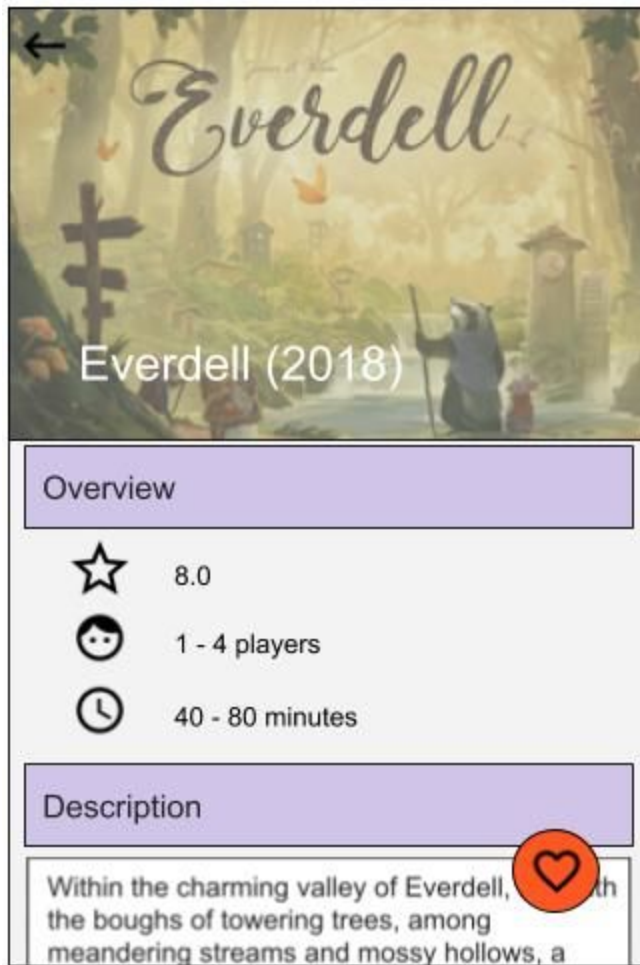 Everdell
Everdell (2018)
Overview
8.0
1 - 4 players
40 - 80 minutes
Description
Within the charming valley of Everdell,
the boughs of towering trees, among
meandering streams and mossy hollows, a